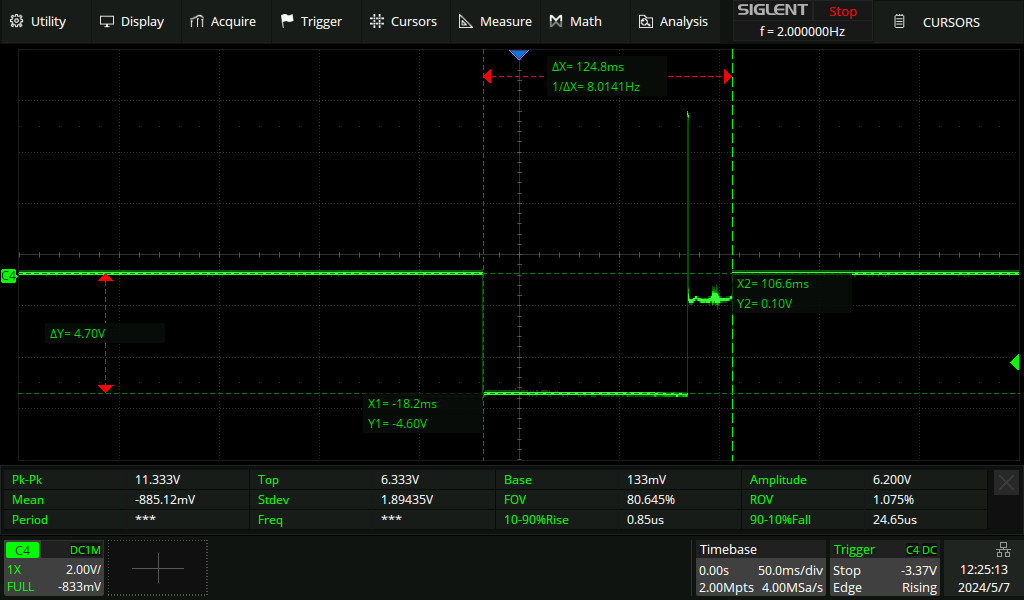 Utility Display Acquire Trigger Cursors Measure Math Analysis SIGLENT Stop CURSORS
f = 2.000000Hz
ΔX= 124.8ms
1/ΔX= 8.0141Hz
C4
X2= 106.6ms
Y2= 0.10V
ΔY= 4.70V
X1= -18.2ms
Y1= -4.60V
Pk-Pk 11.333V Top 6.333V Base 133mV Amplitude 6.200V
Mean -885.12mV Stdev 1.89435V FOV 80.645% ROV 1.075%
Period *** Freq *** 10-90%Rise 0.85us 90-10%Fall 24.65us
C4 DC1M Timebase Trigger C4 DC
1X 2.00V/ 0.00s 50.0ms/div Stop -3.37V 12:25:13
FULL -833mV 2.00Mpts 4.00MSa/s Edge Rising 2024/5/7